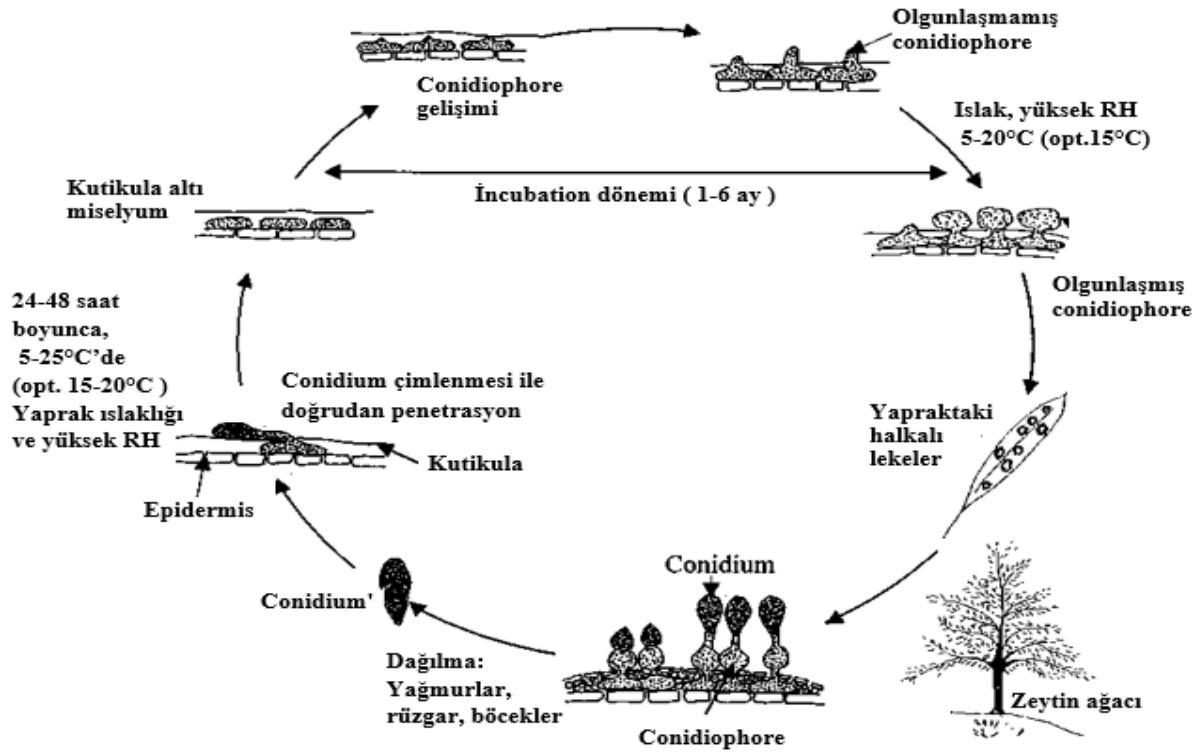 Olgunlaşmamış
conidiophore
Conidiophore
gelişimi
Islak, yüksek RH
5-20°C (opt.15°C)
Kutikula altı
miselyum
İncubation dönemi ( 1-6 ay )
Olgunlaşmış
conidiophore
24-48 saat
boyunca,
5-25°C’de
(opt. 15-20°C )
Yaprak ıslaklığı
ve yüksek RH
Conidium çimlenmesi ile
doğrudan penetrasyon
Kutikula
Epidermis
Yapraktaki
halkalı
lekeler
Conidium
Conidium'
Dağılma:
Yağmurlar,
rüzgar, böcekler
Conidiophore
Zeytin ağacı